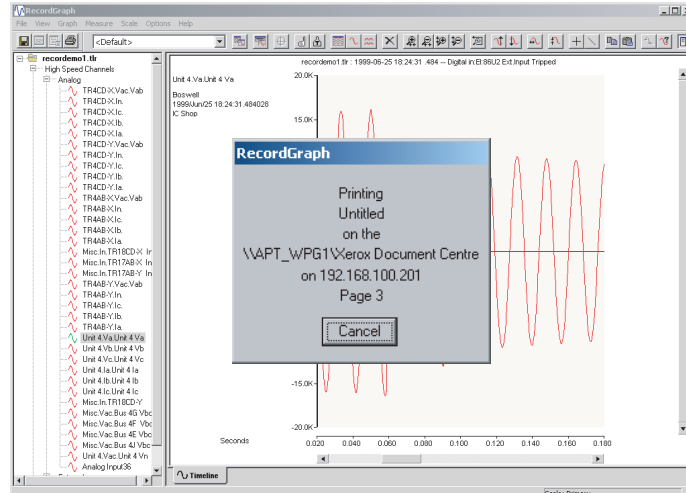 RecordGraph
File View Graph Measure Scale Options Help
<Default>
recordemo1.tlr
High Speed Channels
Analog
TR4CD-X.Vac.Vab
TR4CD-X.In.
TR4CD-X.Ic.
TR4CD-X.Ib.
TR4CD-X.Ia.
TR4CD-Y.Vac.Vab
TR4CD-Y.In.
TR4CD-Y.Ic.
TR4CD-Y.Ib.
TR4CD-Y.Ia.
TR4AB-X.Vac.Vab
TR4AB-X.In.
TR4AB-X.Ic.
TR4AB-X.Ib.
TR4AB-X.Ia.
Misc.In.TR18CD-X In
Misc.In.TR17AB-X In
Misc.In.TR17AB-Y In
TR4AB-Y.Vac.Vab
TR4AB-Y.In.
TR4AB-Y.Ic.
TR4AB-Y.Ib.
TR4AB-Y.Ia.
Unit 4.Va.Unit 4 Va
Unit 4.Vb.Unit 4 Vb
Unit 4.Vc.Unit 4 Vc
Unit 4.Ia.Unit 4 Ia
Unit 4.Ib.Unit 4 Ib
Unit 4.Ic.Unit 4 Ic
Misc.In.TR18CD-Y
Misc.Vac.Bus 4G Vbc
Misc.Vac.Bus 4F Vbc
Misc.Vac.Bus 4E Vbc
Misc.Vac.Bus 4J Vbc
Unit 4.Vac.Unit 4 Vn
Analog Input36
recordemo1.tlr : 1999-06-25 18:24:31 .484 -- Digital in:El:86U2 Ext.Input Tripped
Unit 4.Va.Unit 4 Va
Boswell
1999/Jun/25 18:24:31.484028
IC Shop
20.0K
15.0K
-15.0K
-20.0K
Seconds
0.020 0.040 0.060 0.080 0.100 0.120 0.140 0.160 0.180
Timeline
RecordGraph
Printing
Untitled
on the
\\APT_WPG1\Xerox Document Centre
on 192.168.100.201
Page 3
Cancel